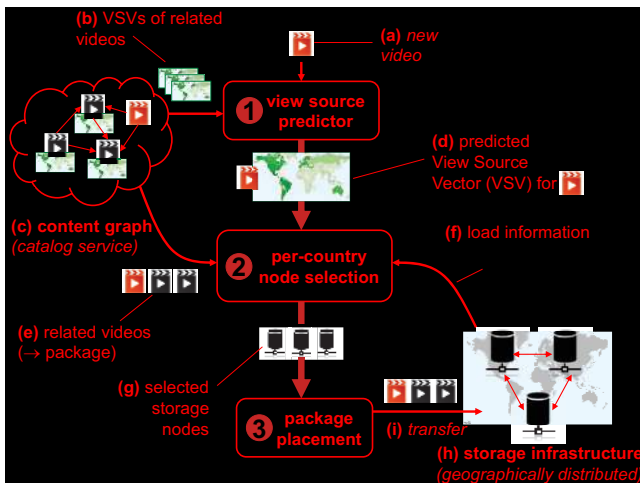 (b) VSVs of related
videos
(a) new
video
1 view source
predictor
(d) predicted
View Source
Vector (VSV) for
(c) content graph
(catalog service)
(f) load information
2 per-country
node selection
(e) related videos
(→ package)
(g) selected
storage
nodes
3 package
placement
(i) transfer
(h) storage infrastructure
(geographically distributed)